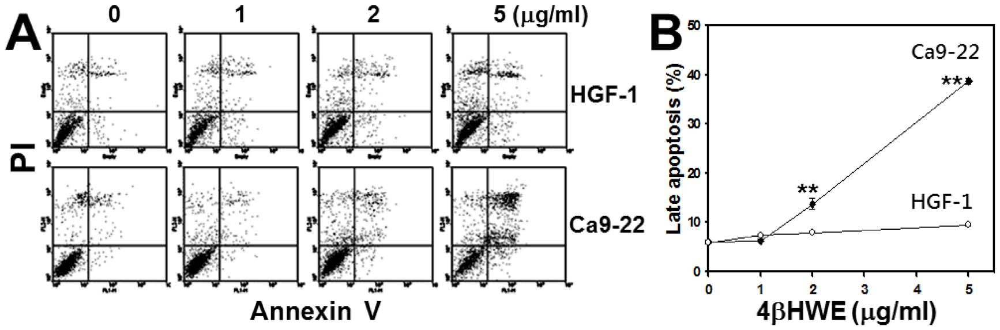 A
0 1 2 5 (µg/ml)
HGF-1
PI
Ca9-22
Annexin V
B
50
40
30
20
10
0
Late apoptosis (%)
Ca9-22
**
**
HGF-1
0 1 2 3 4 5
4βHWE (µg/ml)